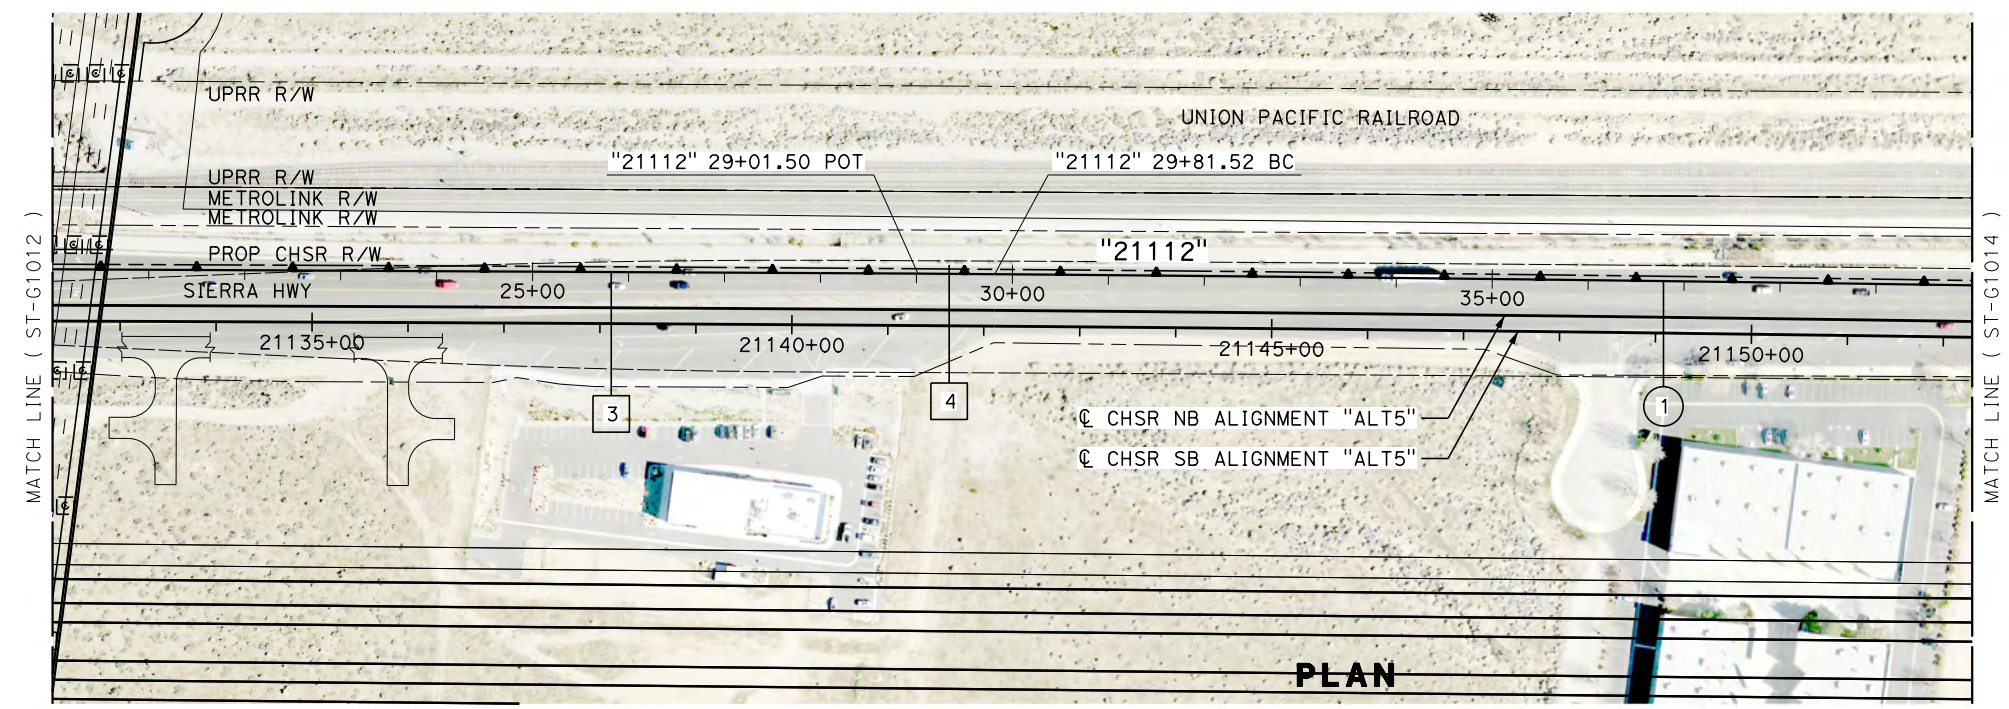 UPRR R/W
UNION PACIFIC RAILROAD
"21112" 29+01.50 POT
"21112" 29+81.52 BC
UPRR R/W
METROLINK R/W
METROLINK R/W
PROP CHSR R/W
"21112"
SIERRA HWY
25+00
30+00
35+00
21135+00
21140+00
21145+00
21150+00
3
4
1
℄ CHSR NB ALIGNMENT "ALT5"
℄ CHSR SB ALIGNMENT "ALT5"
PLAN
MATCH LINE ( ST-G1012 )
MATCH LINE ( ST-G1014 )